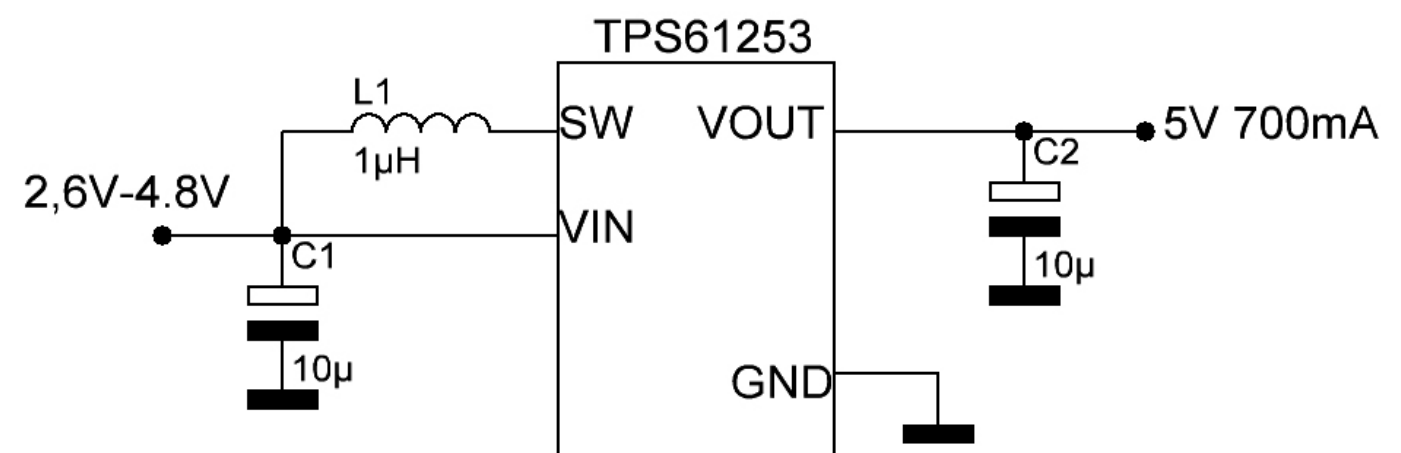 TPS61253
L1
SW
VOUT
5V 700mA
1µH
C2
2,6V-4.8V
VIN
C1
10µ
10µ
GND